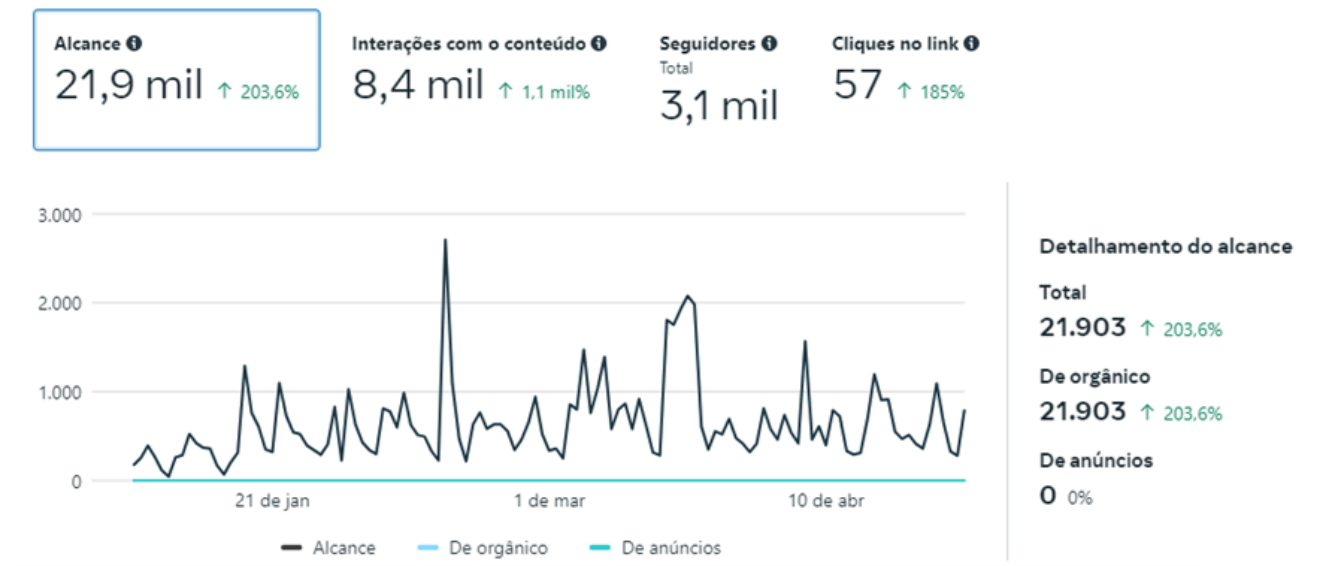 Alcance
21,9 mil ↑ 203,6%
Interações com o conteúdo
8,4 mil ↑ 1,1 mil%
Seguidores
Total
3,1 mil
Cliques no link
57 ↑ 185%
3.000
2.000
1.000
0
21 de jan
1 de mar
10 de abr
Alcance
De orgânico
De anúncios
Detalhamento do alcance
Total
21.903 ↑ 203,6%
De orgânico
21.903 ↑ 203,6%
De anúncios
0 0%